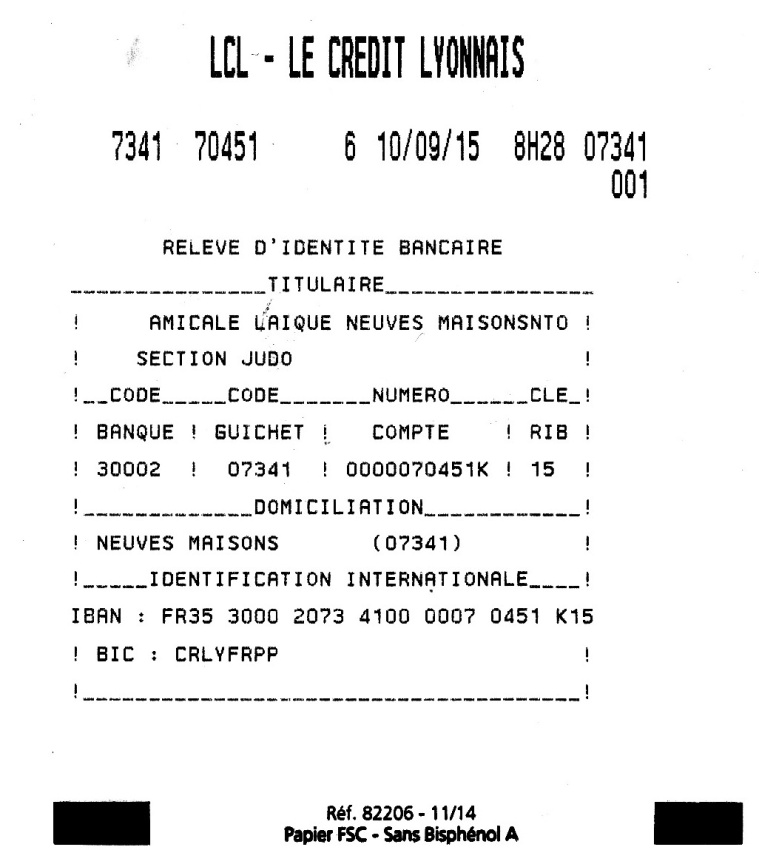 LCL - LE CREDIT LYONNAIS
7341 70451 6 10/09/15 8H28 07341
001
RELEVE D'IDENTITE BANCAIRE
_______________TITULAIRE________________
! AMICALE LAIQUE NEUVES MAISONSNTO !
! SECTION JUDO !
!__CODE_____CODE_______NUMERO______CLE_!
! BANQUE ! GUICHET ! COMPTE ! RIB !
! 30002 ! 07341 ! 0000070451K ! 15 !
!_____________DOMICILIATION____________!
! NEUVES MAISONS (07341) !
!_____IDENTIFICATION INTERNATIONALE____!
IBAN : FR35 3000 2073 4100 0007 0451 K15
! BIC : CRLYFRPP !
!______________________________________!
Réf. 82206 - 11/14
Papier FSC - Sans Bisphénol A